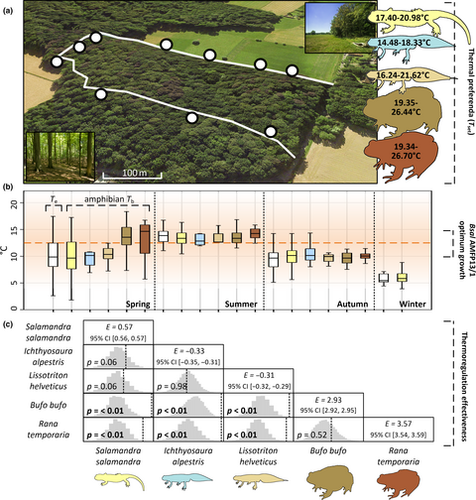 (a)
17.40-20.98°C
14.48-18.33°C
16.24-21.62°C
19.35-
26.44°C
19.34-
26.70°C
Thermal preferenda (Tsel)
100 m
(b)
Te
amphibian Tb
20
15
10
5
0
°C
Spring
Summer
Autumn
Winter
Bsal AMFP13/1
optimum growth
(c)
Salamandra
salamandra
E = 0.57
95% CI [0.56, 0.57]
Ichthyosaura
alpestris
p = 0.06
E = −0.33
95% CI [−0.35, −0.31]
Lissotriton
helveticus
p = 0.06
p = 0.98
E = −0.31
95% CI [−0.32, −0.29]
Bufo bufo
p = < 0.01
p = < 0.01
p = < 0.01
E = 2.93
95% CI [2.92, 2.95]
Rana
temporaria
p = < 0.01
p = < 0.01
p = < 0.01
p = 0.52
E = 3.57
95% CI [3.54, 3.59]
Thermoregulation effectiveness
Salamandra
salamandra
Ichthyosaura
alpestris
Lissotriton
helveticus
Bufo bufo
Rana
temporaria